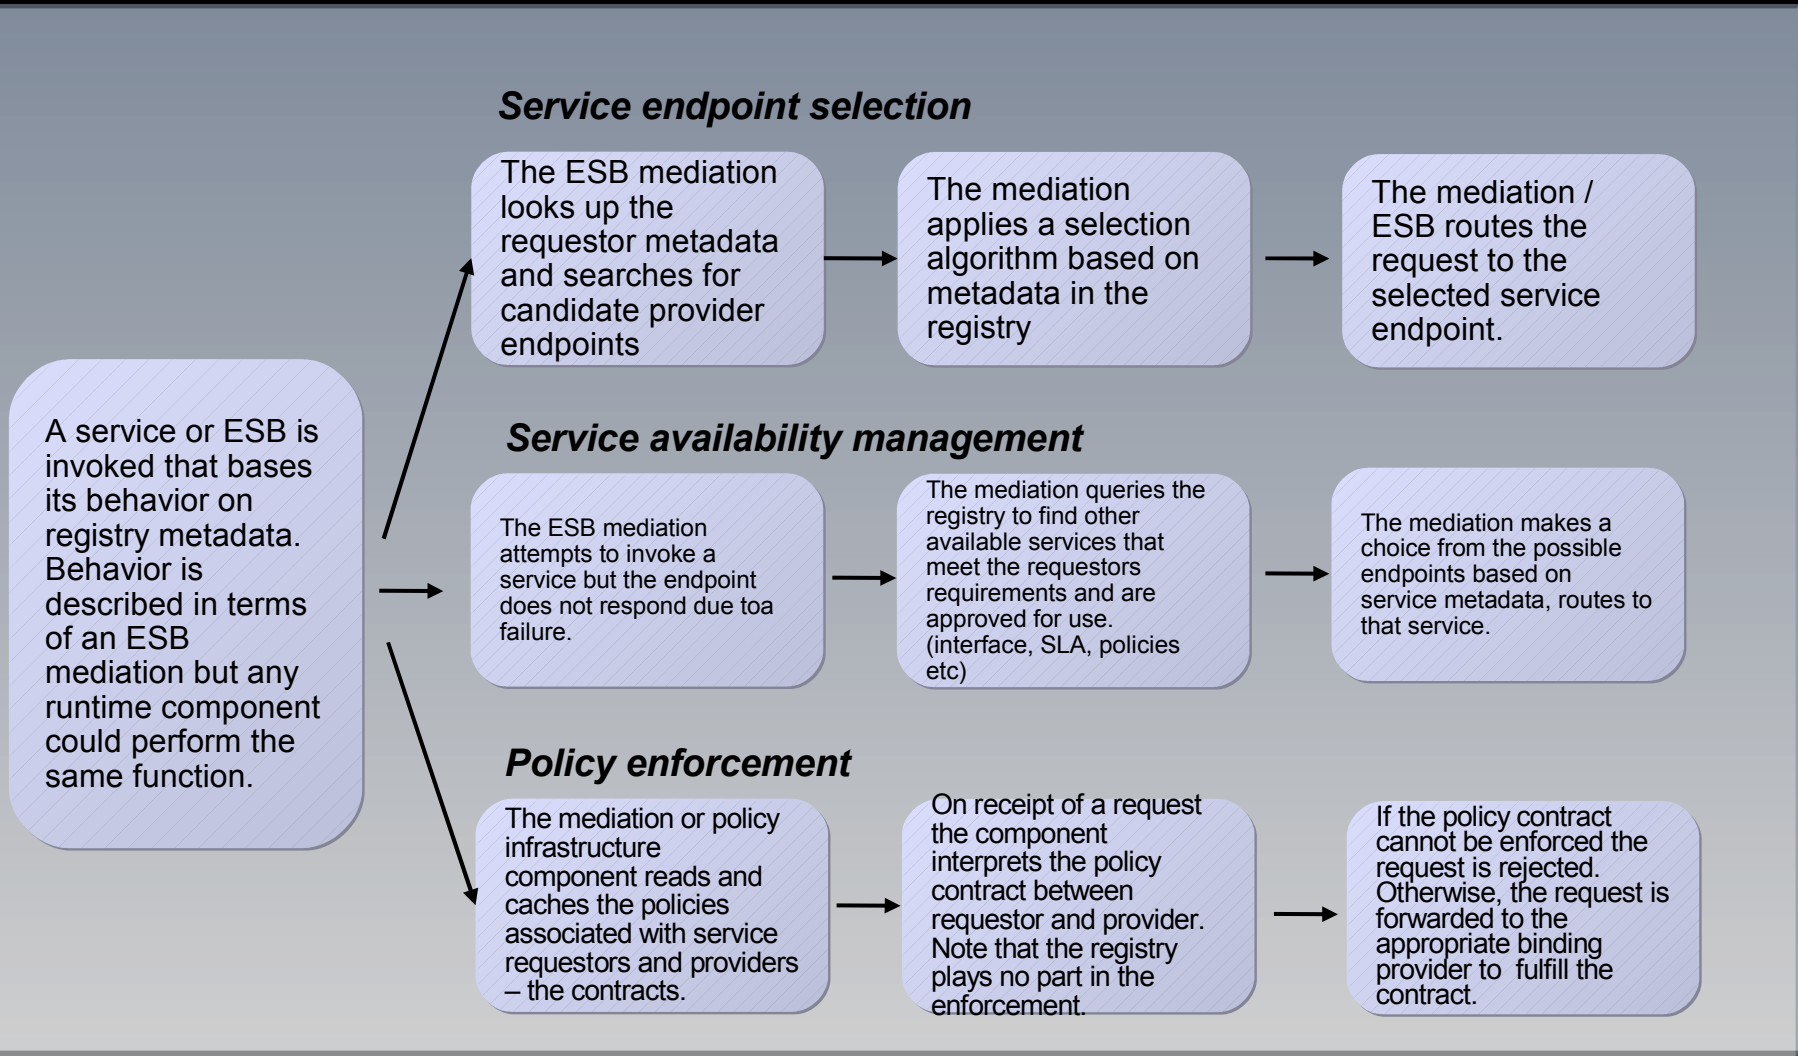 Service endpoint selection
The ESB mediation
looks up the
requestor metadata
and searches for
candidate provider
endpoints
The mediation
applies a selection
algorithm based on
metadata in the
registry
The mediation /
ESB routes the
request to the
selected service
endpoint.
A service or ESB is
invoked that bases
its behavior on
registry metadata.
Behavior is
described in terms
of an ESB
mediation but any
runtime component
could perform the
same function.
Service availability management
The ESB mediation
attempts to invoke a
service but the endpoint
does not respond due toa
failure.
The mediation queries the
registry to find other
available services that
meet the requestors
requirements and are
approved for use.
(interface, SLA, policies
etc)
The mediation makes a
choice from the possible
endpoints based on
service metadata, routes to
that service.
Policy enforcement
The mediation or policy
infrastructure
component reads and
caches the policies
associated with service
requestors and providers
– the contracts.
On receipt of a request
the component
interprets the policy
contract between
requestor and provider.
Note that the registry
plays no part in the
enforcement.
If the policy contract
cannot be enforced the
request is rejected.
Otherwise, the request is
forwarded to the
appropriate binding
provider to  fulfill the
contract.